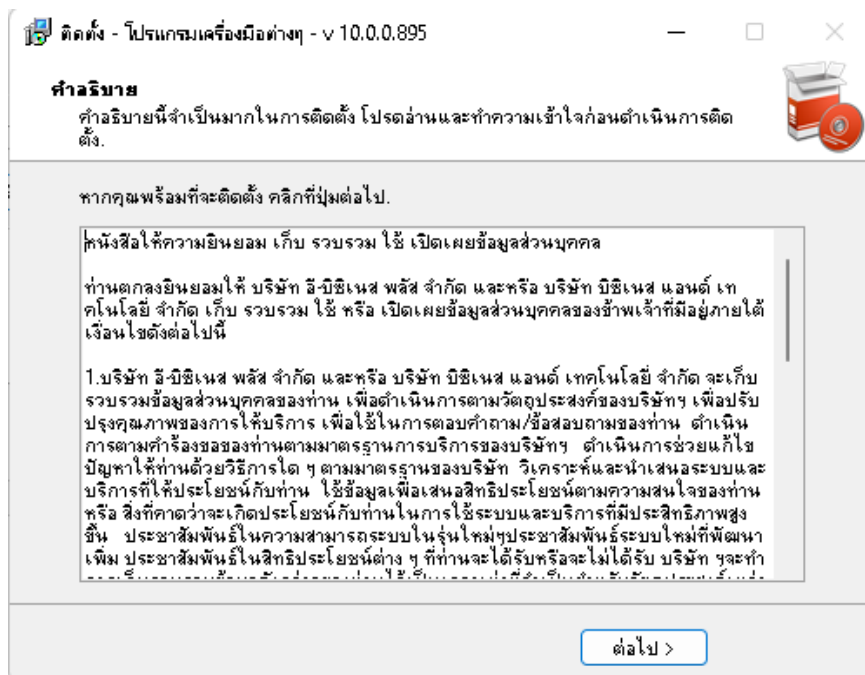 ติดตั้ง - โปรแกรมเครื่องมือต่างๆ - v 10.0.0.895
คำอธิบาย
คำอธิบายนี้จำเป็นมากในการติดตั้ง โปรดอ่านและทำความเข้าใจก่อนดำเนินการติด
ตั้ง.
หากคุณพร้อมที่จะติดตั้ง คลิกที่ปุ่มต่อไป.
หนังสือให้ความยินยอม เก็บ รวบรวม ใช้ เปิดเผยข้อมูลส่วนบุคคล
ท่านตกลงยินยอมให้ บริษัท อี-บิซิเนส พลัส จำกัด และหรือ บริษัท บิซิเนส แอนด์ เท
คโนโลยี่ จำกัด เก็บ รวบรวม ใช้ หรือ เปิดเผยข้อมูลส่วนบุคคลของข้าพเจ้าที่มีอยู่ภายใต้
เงื่อนไขดังต่อไปนี้
1.บริษัท อี-บิซิเนส พลัส จำกัด และหรือ บริษัท บิซิเนส แอนด์ เทคโนโลยี่ จำกัด จะเก็บ
รวบรวมข้อมูลส่วนบุคคลของท่าน เพื่อดำเนินการตามวัตถุประสงค์ของบริษัทฯ เพื่อปรับ
ปรุงคุณภาพของการให้บริการ เพื่อใช้ในการตอบคำถาม/ข้อสอบถามของท่าน ดำเนิน
การตามคำร้องขอของท่านตามมาตรฐานการบริการของบริษัทฯ ดำเนินการช่วยแก้ไข
ปัญหาให้ท่านด้วยวิธีการใด ๆ ตามมาตรฐานของบริษัท วิเคราะห์และนำเสนอระบบและ
บริการที่ให้ประโยชน์กับท่าน ใช้ข้อมูลเพื่อเสนอสิทธิประโยชน์ตามความสนใจของท่าน
หรือ สิ่งที่คาดว่าจะเกิดประโยชน์กับท่านในการใช้ระบบและบริการที่มีประสิทธิภาพสูง
ขึ้น ประชาสัมพันธ์ในความสามารถระบบในรุ่นใหม่ๆประชาสัมพันธ์ระบบใหม่ที่พัฒนา
เพิ่ม ประชาสัมพันธ์ในสิทธิประโยชน์ต่าง ๆ ที่ท่านจะได้รับหรือจะไม่ได้รับ บริษัท ฯจะทำ
ต่อไป >